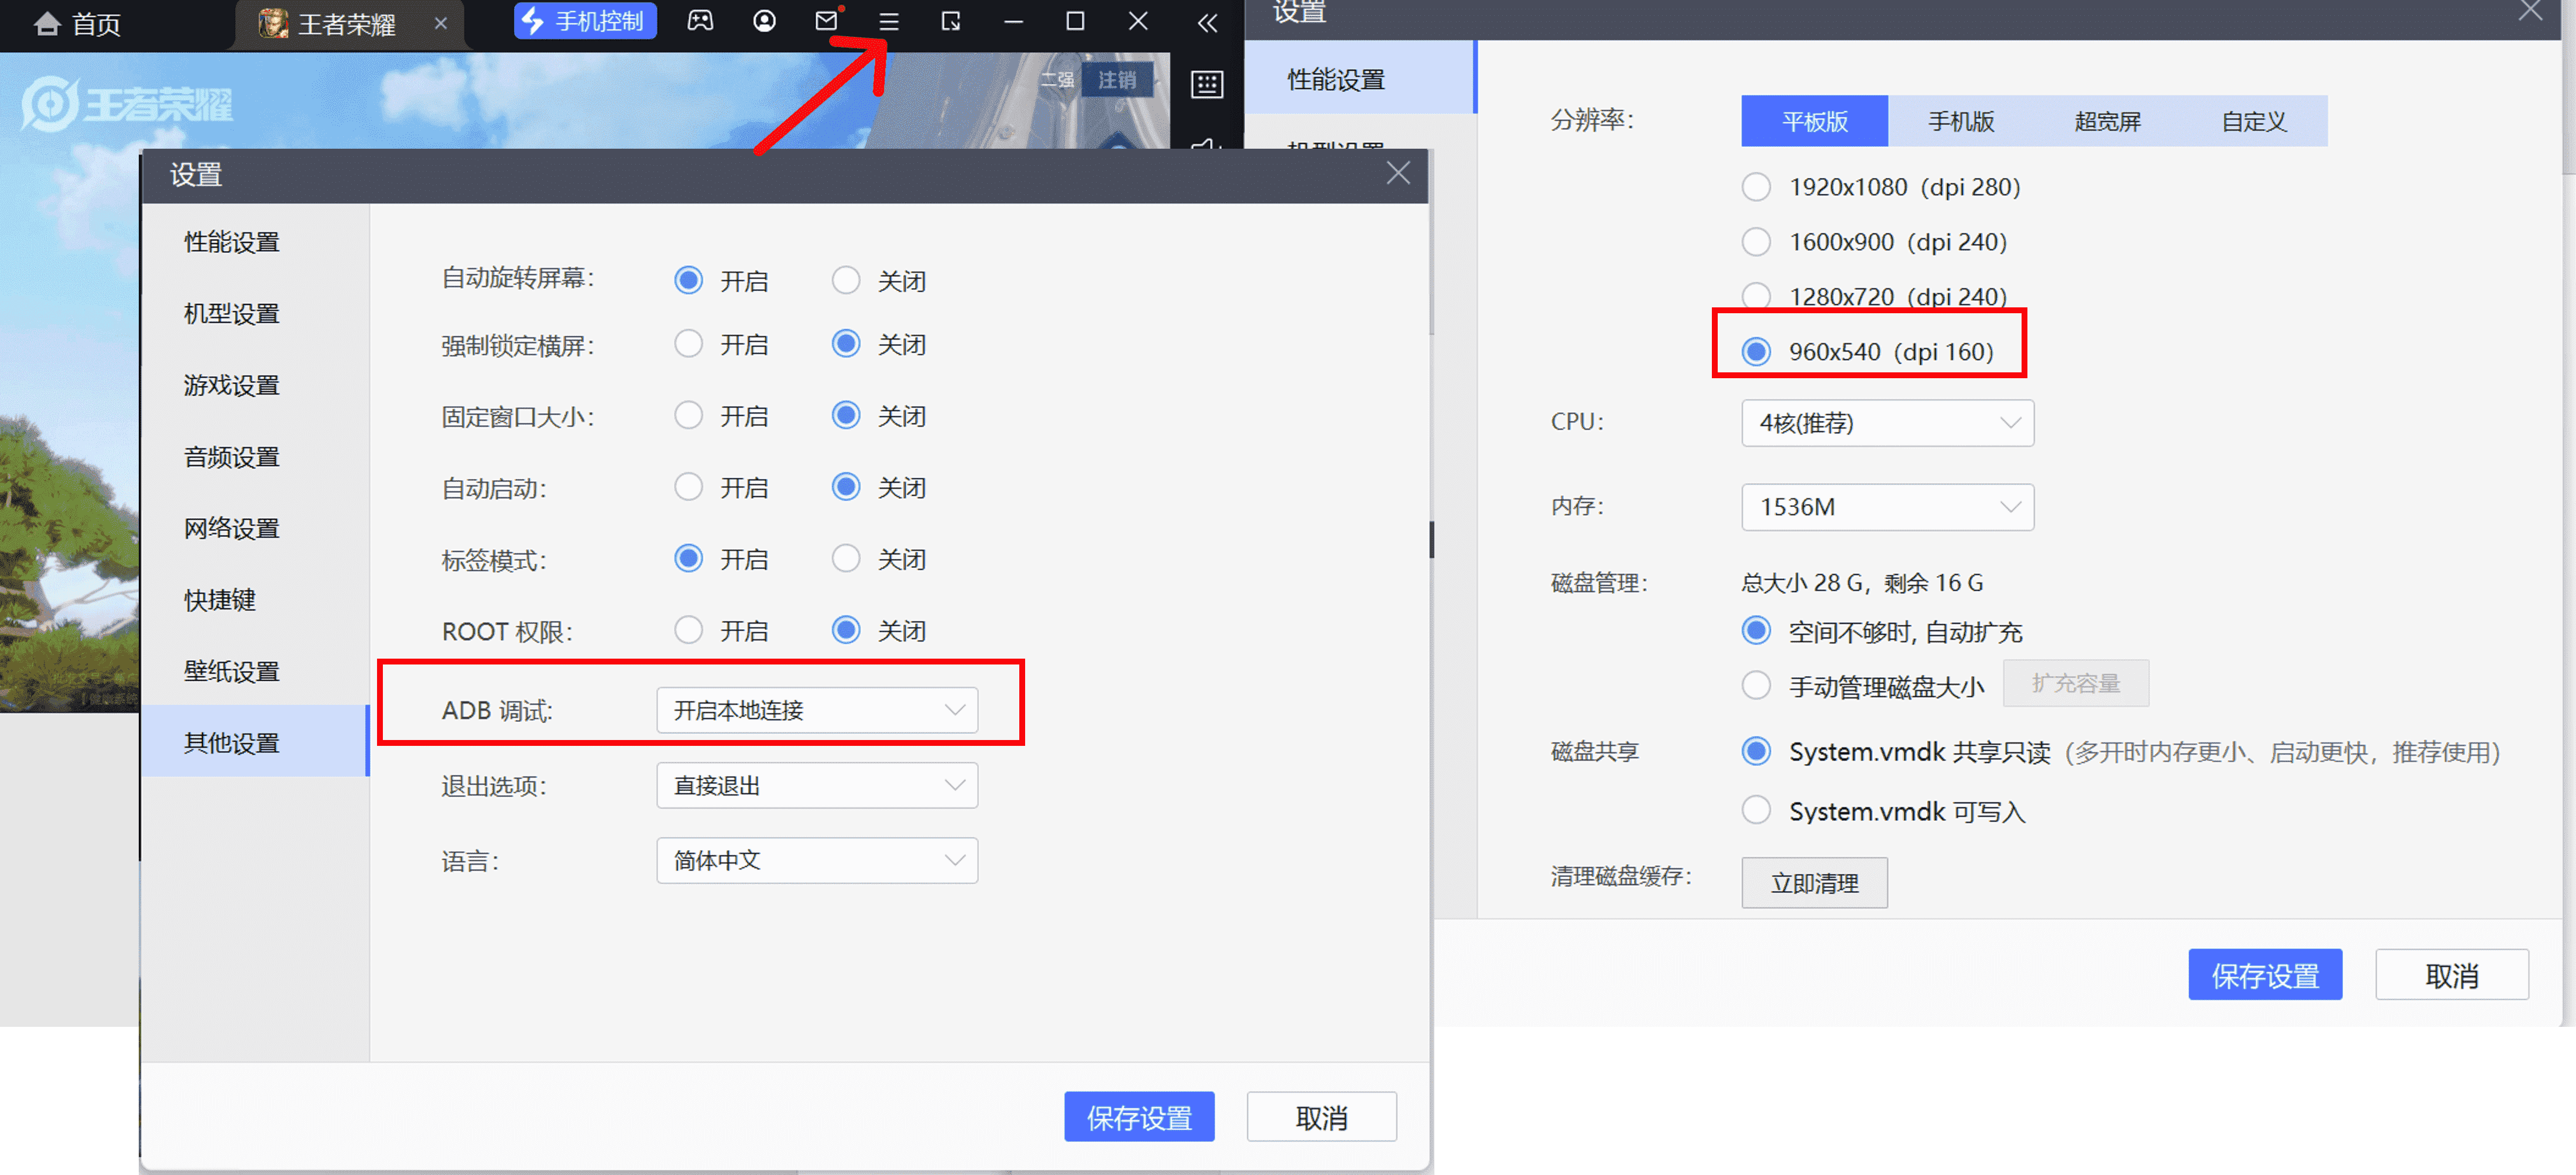 首页
王者荣耀
手机控制
王者荣耀
注销
设置
性能设置
机型设置
游戏设置
音频设置
网络设置
快捷键
壁纸设置
其他设置
自动旋转屏幕:
开启
关闭
强制锁定横屏:
开启
关闭
固定窗口大小:
开启
关闭
自动启动:
开启
关闭
标签模式:
开启
关闭
ROOT 权限:
开启
关闭
ADB 调试:
开启本地连接
退出选项:
直接退出
语言:
简体中文
保存设置
取消
设置
性能设置
机型设置
分辨率:
平板版
手机版
超宽屏
自定义
1920x1080（dpi 280）
1600x900（dpi 240）
1280x720（dpi 240）
960x540（dpi 160）
CPU:
4核(推荐)
内存:
1536M
磁盘管理:
总大小 28 G，剩余 16 G
空间不够时, 自动扩充
手动管理磁盘大小
扩充容量
磁盘共享
System.vmdk 共享只读（多开时内存更小、启动更快，推荐使用）
System.vmdk 可写入
清理磁盘缓存:
立即清理
保存设置
取消